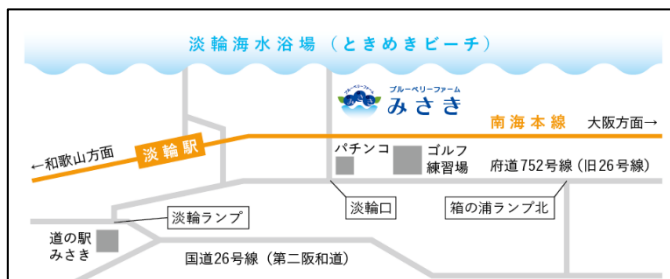 淡輪海水浴場（ときめきビーチ）
ブルーベリーファーム
みさき
南海本線 大阪方面→
←和歌山方面
淡輪駅
パチンコ
ゴルフ
練習場
府道752号線（旧26号線）
淡輪ランプ
淡輪口
箱の浦ランプ北
道の駅
みさき
国道26号線（第二阪和道）